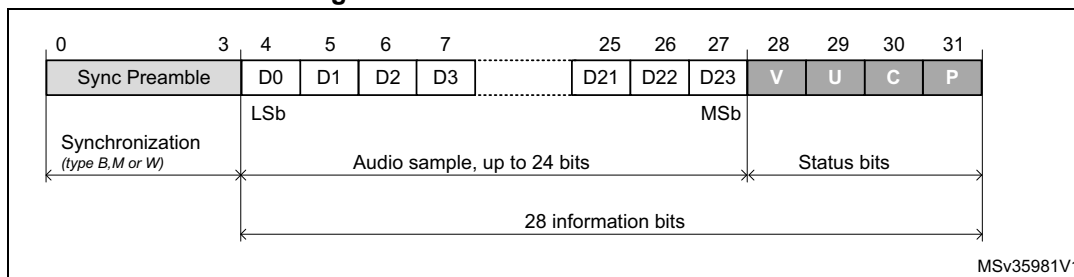 0 3 4 5 6 7 25 26 27 28 29 30 31
Sync Preamble D0 D1 D2 D3 D21 D22 D23 V U C P
LSb MSb
Synchronization
(type B,M or W) Audio sample, up to 24 bits Status bits
28 information bits
MSv35981V1